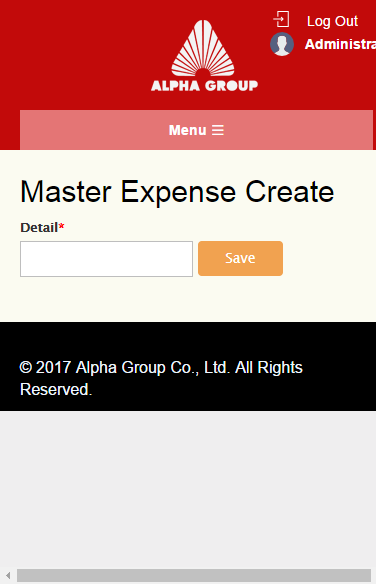 Log Out
Administra
ALPHA GROUP
Menu
Master Expense Create
Detail*
Save
© 2017 Alpha Group Co., Ltd. All Rights
Reserved.